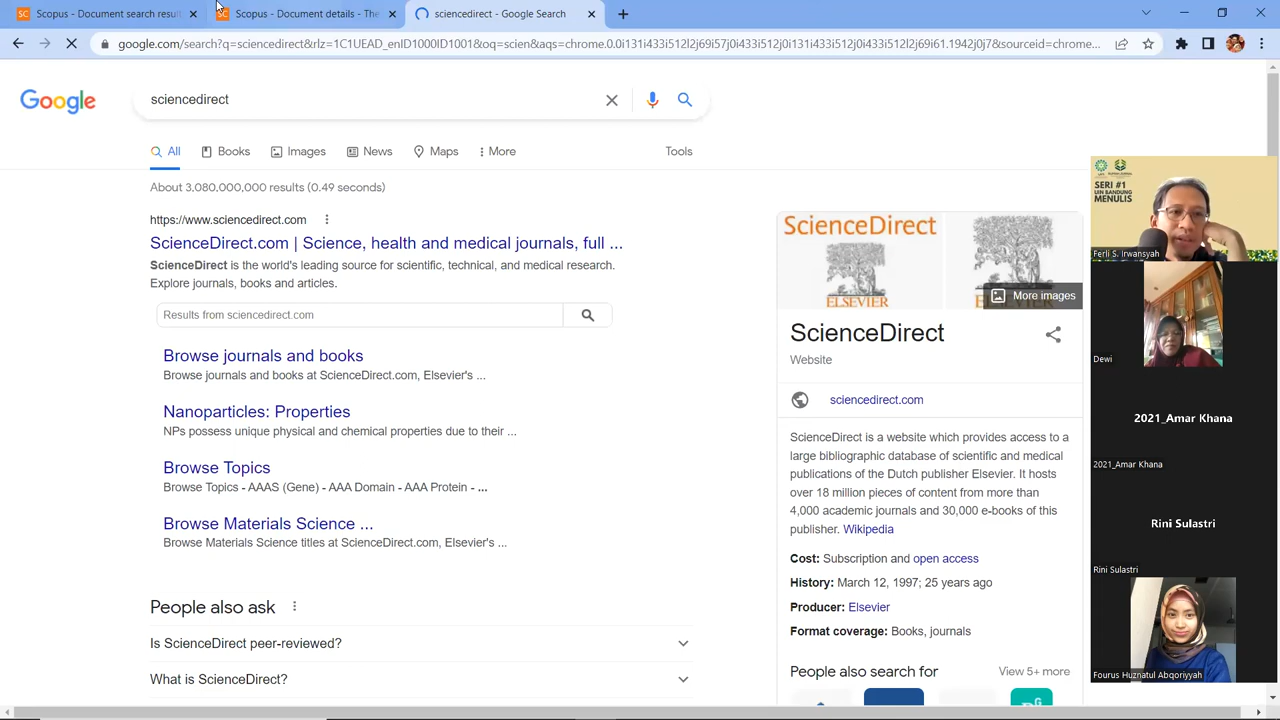 Scopus - Document search result
Scopus - Document details - The
sciencedirect - Google Search
google.com/search?q=sciencedirect&rlz=1C1UEAD_enID1000ID1001&oq=scien&aqs=chrome.0.0i131i433i512j2j69i57j0i433i512j0i131i433i512l2j69i61.1942j0j7&sourceid=chrome...
Google
sciencedirect
All
Books
Images
News
Maps
More
Tools
About 3,080,000,000 results (0.49 seconds)
https://www.sciencedirect.com
ScienceDirect.com | Science, health and medical journals, full ...
ScienceDirect is the world's leading source for scientific, technical, and medical research.
Explore journals, books and articles.
Results from sciencedirect.com
Browse journals and books
Browse journals and books at ScienceDirect.com, Elsevier's ...
Nanoparticles: Properties
NPs possess unique physical and chemical properties due to their ...
Browse Topics
Browse Topics - AAAS (Gene) - AAA Domain - AAA Protein - ...
Browse Materials Science ...
Browse Materials Science titles at ScienceDirect.com, Elsevier's ...
People also ask
Is ScienceDirect peer-reviewed?
What is ScienceDirect?
ScienceDirect
ELSEVIER
ELSEVIER
More images
ScienceDirect
Website
sciencedirect.com
ScienceDirect is a website which provides access to a
large bibliographic database of scientific and medical
publications of the Dutch publisher Elsevier. It hosts
over 18 million pieces of content from more than
4,000 academic journals and 30,000 e-books of this
publisher. Wikipedia
Cost: Subscription and open access
History: March 12, 1997; 25 years ago
Producer: Elsevier
Format coverage: Books, journals
People also search for
View 5+ more
SERI #1
UIN BANDUNG
MENULIS
Ferli S. Irwansyah
Dewi
2021_Amar Khana
2021_Amar Khana
Rini Sulastri
Rini Sulastri
Fourus Huznatul Abqoriyyah